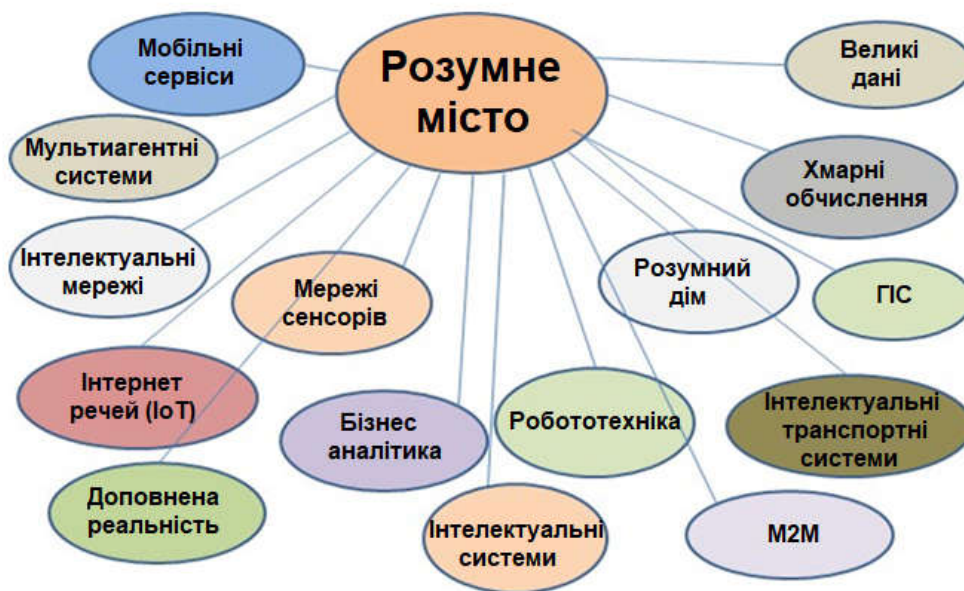 Розумне
місто
Мобільні
сервіси
Великі
дані
Мультиагентні
системи
Хмарні
обчислення
Інтелектуальні
мережі
Мережі
сенсорів
Розумний
дім
ГІС
Інтернет
речей (IoT)
Бізнес
аналітика
Робототехніка
Інтелектуальні
транспортні
системи
Доповнена
реальність
Інтелектуальні
системи
М2М